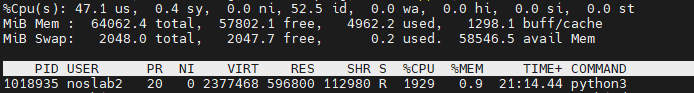 %Cpu(s): 47.1 us, 0.4 sy, 0.0 ni, 52.5 id, 0.0 wa, 0.0 hi, 0.0 si, 0.0 st
MiB Mem : 64062.4 total, 57802.1 free, 4962.2 used, 1298.1 buff/cache
MiB Swap: 2048.0 total, 2047.7 free, 0.2 used. 58546.5 avail Mem
PID USER PR NI VIRT RES SHR S %CPU %MEM TIME+ COMMAND
1018935 noslab2 20 0 2377468 596800 112980 R 1929 0.9 21:14.44 python3